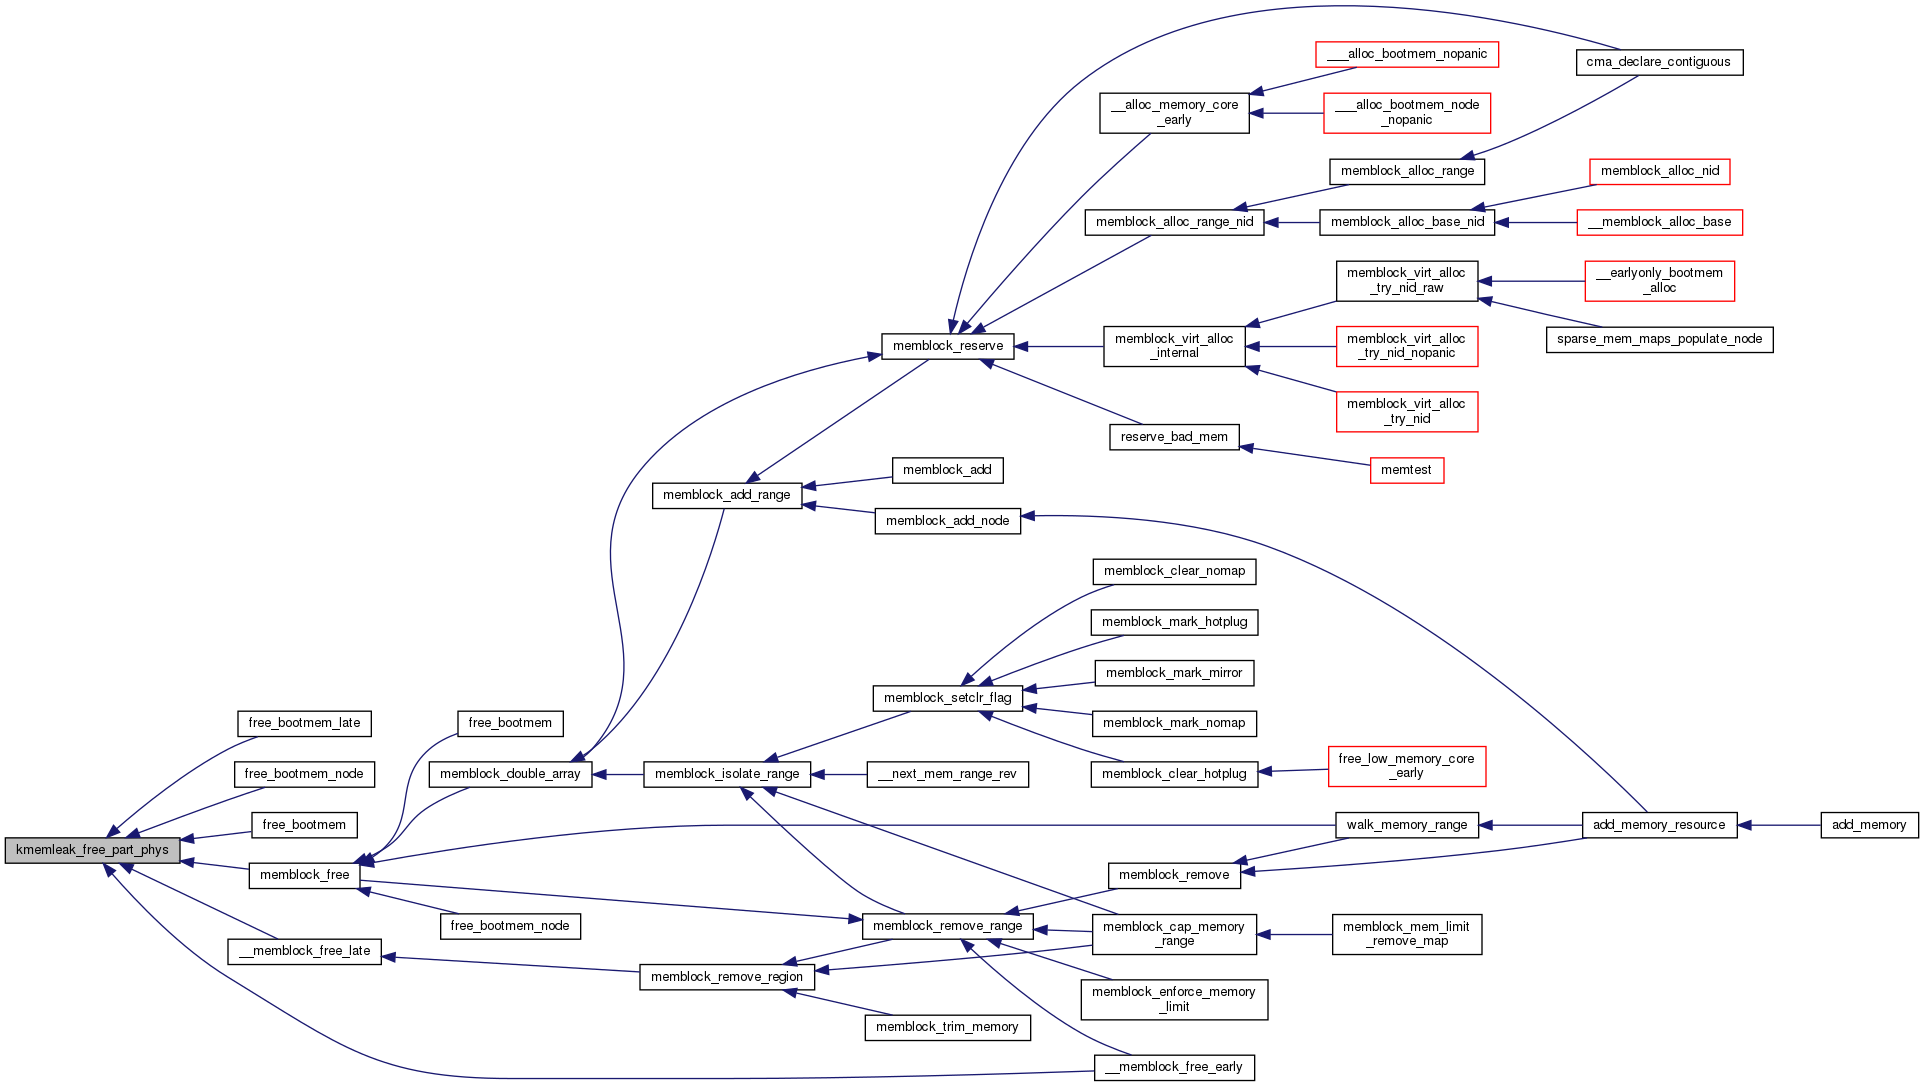 cma_declare_contiguous
___alloc_bootmem_nopanic
__alloc_memory_core
_early
___alloc_bootmem_node
_nopanic
memblock_alloc_range
memblock_alloc_nid
memblock_alloc_range_nid
memblock_alloc_base_nid
__memblock_alloc_base
memblock_virt_alloc
_try_nid_raw
__earlyonly_bootmem
_alloc
memblock_reserve
memblock_virt_alloc
_internal
memblock_virt_alloc
_try_nid_nopanic
sparse_mem_maps_populate_node
memblock_virt_alloc
_try_nid
reserve_bad_mem
memtest
memblock_add
memblock_add_range
memblock_add_node
memblock_clear_nomap
memblock_mark_hotplug
memblock_mark_mirror
memblock_setclr_flag
memblock_mark_nomap
free_bootmem_late
free_bootmem
free_bootmem_node
memblock_double_array
memblock_isolate_range
__next_mem_range_rev
memblock_clear_hotplug
free_low_memory_core
_early
free_bootmem
walk_memory_range
add_memory_resource
add_memory
kmemleak_free_part_phys
memblock_free
memblock_remove
free_bootmem_node
memblock_remove_range
memblock_cap_memory
_range
memblock_mem_limit
_remove_map
__memblock_free_late
memblock_remove_region
memblock_enforce_memory
_limit
memblock_trim_memory
__memblock_free_early